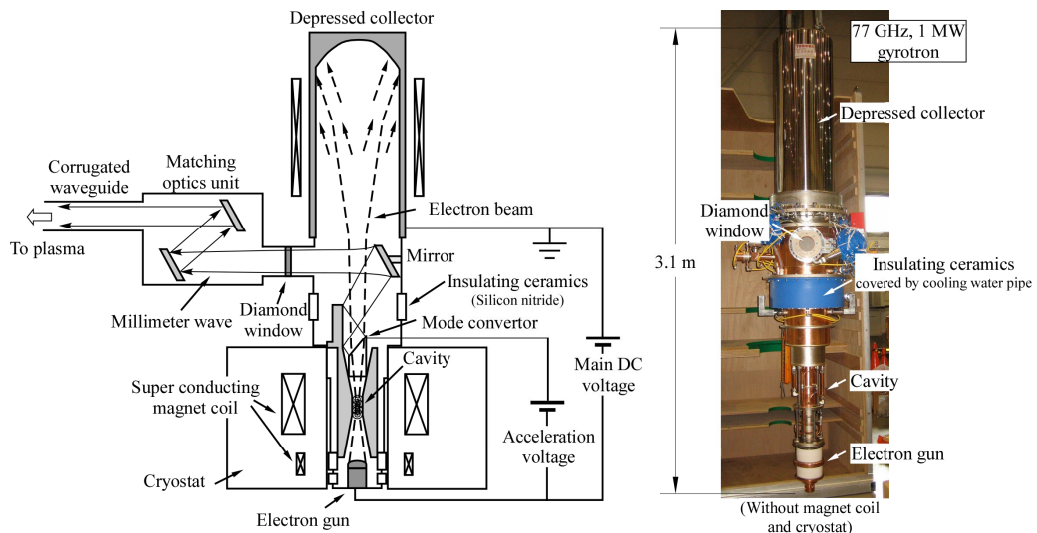 Depressed collector
Corrugated
waveguide
Matching
optics unit
To plasma
Millimeter wave
Diamond
window
Electron beam
Mirror
Insulating ceramics
(Silicon nitride)
Mode convertor
Cavity
Super conducting
magnet coil
Cryostat
Electron gun
Acceleration
voltage
Main DC
voltage
77 GHz, 1 MW
gyrotron
Depressed collector
Diamond
window
3.1 m
Insulating ceramics
covered by cooling water pipe
Cavity
Electron gun
(Without magnet coil
and cryostat)